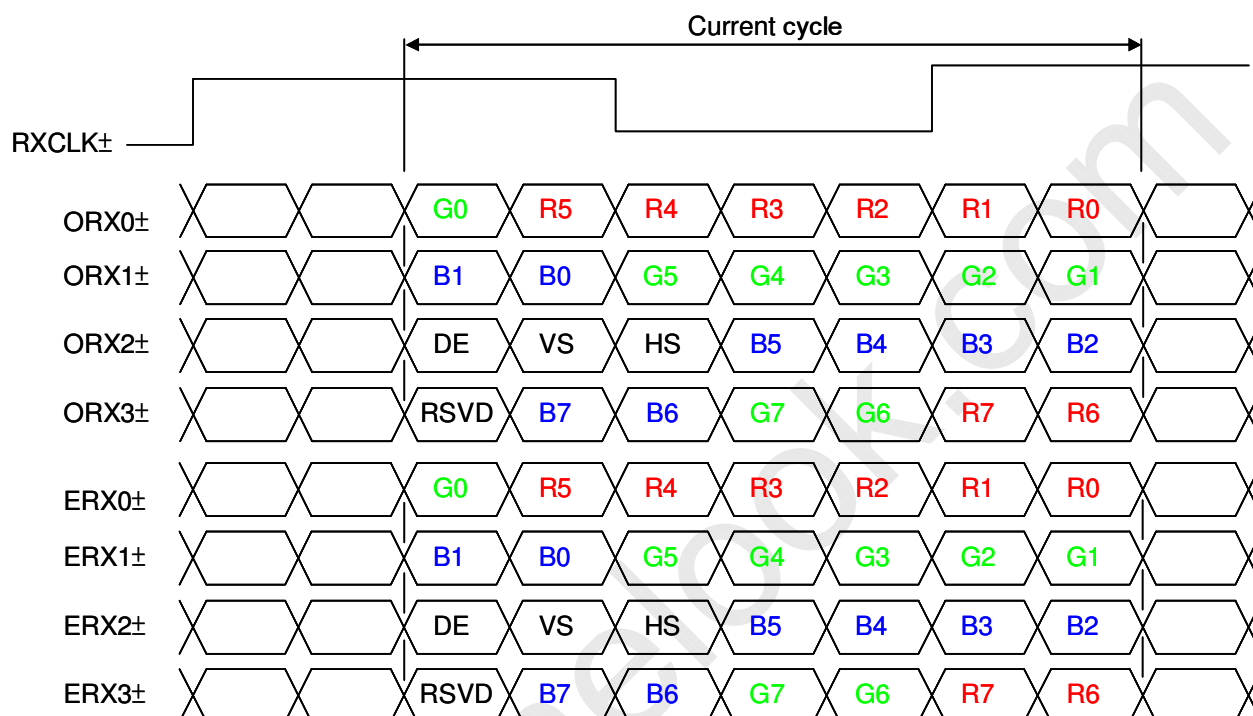 Current cycle
RXCLK±
ORX0± G0 R5 R4 R3 R2 R1 R0
ORX1± B1 B0 G5 G4 G3 G2 G1
ORX2± DE VS HS B5 B4 B3 B2
ORX3± RSVD B7 B6 G7 G6 R7 R6
ERX0± G0 R5 R4 R3 R2 R1 R0
ERX1± B1 B0 G5 G4 G3 G2 G1
ERX2± DE VS HS B5 B4 B3 B2
ERX3± RSVD B7 B6 G7 G6 R7 R6
elook.com